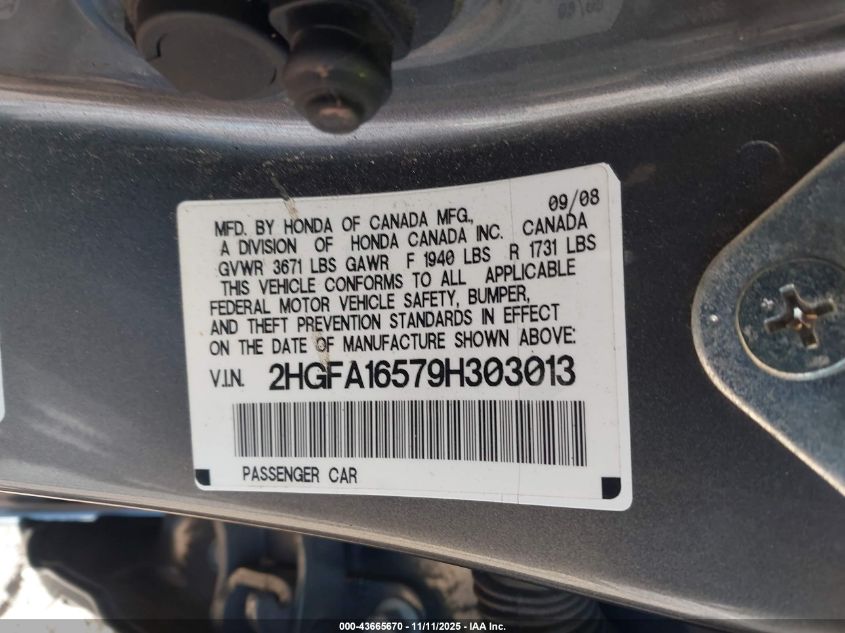 09/08
MFD. BY HONDA OF CANADA MFG.,
A DIVISION OF HONDA CANADA INC. CANADA
GVWR 3671 LBS GAWR F 1940 LBS R 1731 LBS
THIS VEHICLE CONFORMS TO ALL APPLICABLE
FEDERAL MOTOR VEHICLE SAFETY, BUMPER,
AND THEFT PREVENTION STANDARDS IN EFFECT
ON THE DATE OF MANUFACTURE SHOWN ABOVE:
V.I.N. 2HGFA16579H303013
PASSENGER CAR
000-43665670 - 11/11/2025 - IAA Inc.